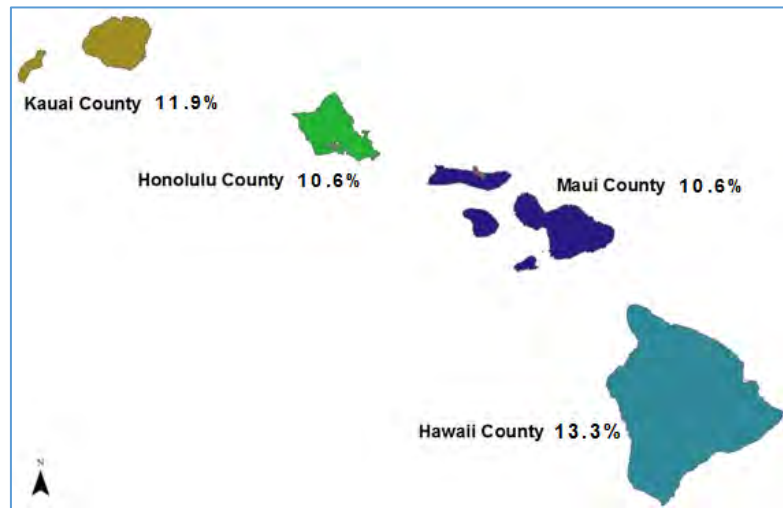 Kauai County 11.9%
Honolulu County 10.6%
Maui County 10.6%
Hawaii County 13.3%
N